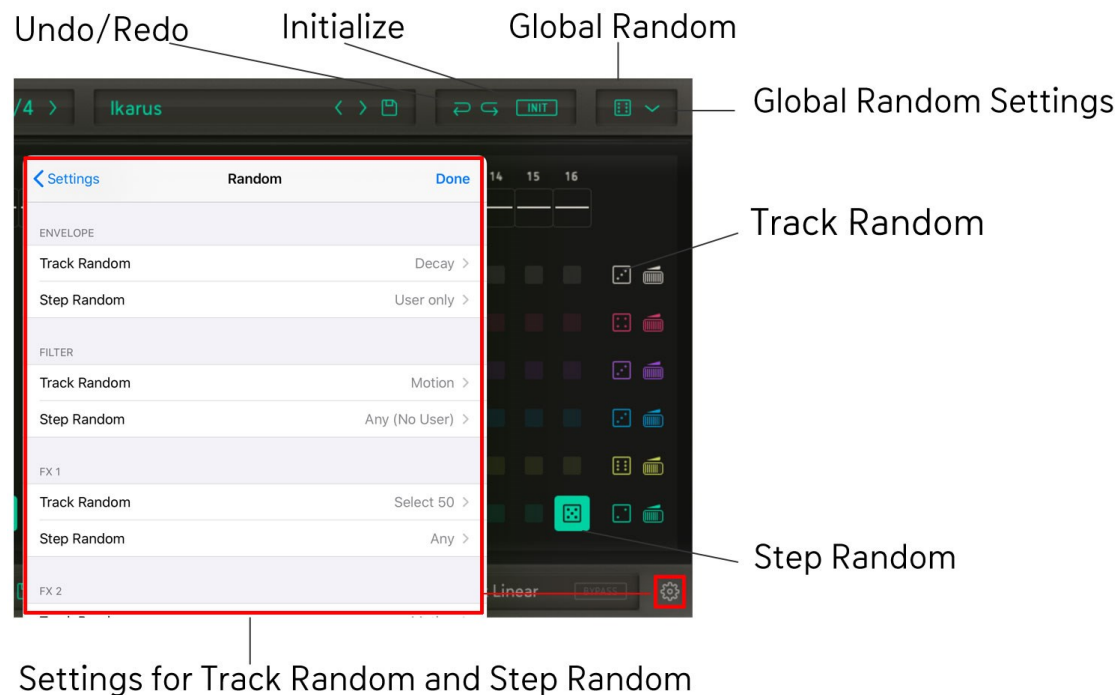 Undo/Redo
Initialize
Global Random
/4 > Ikarus < > INIT
Global Random Settings
Settings Random Done
14 15 16
Track Random
ENVELOPE
Track Random Decay >
Step Random User only >
FILTER
Track Random Motion >
Step Random Any (No User) >
FX 1
Track Random Select 50 >
Step Random Any >
Step Random
FX 2
Linear BYPASS
Settings for Track Random and Step Random